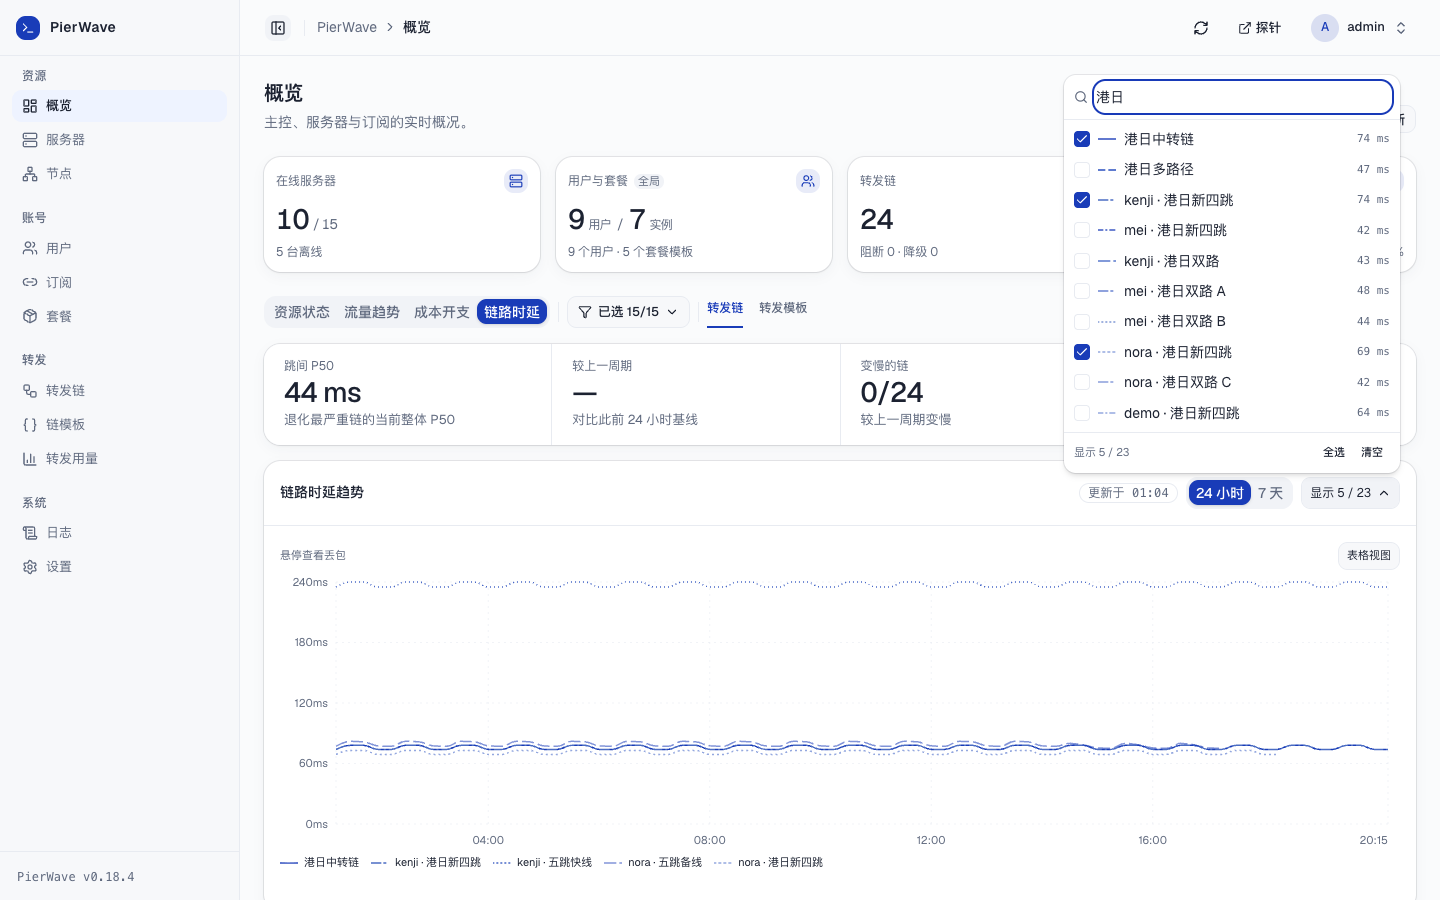 PierWave
PierWave
概览
探针
A
admin
资源
概览
服务器
节点
账号
用户
订阅
套餐
转发
转发链
链模板
转发用量
系统
日志
设置
PierWave v0.18.4
概览
主控、服务器与订阅的实时概况。
在线服务器
10 / 15
5 台离线
用户与套餐 全局
9 用户 / 7 实例
9 个用户 · 5 个套餐模板
转发链
24
阻断 0 · 降级 0
%
港日
港日中转链 74 ms
港日多路径 47 ms
kenji · 港日新四跳 74 ms
mei · 港日新四跳 42 ms
kenji · 港日双路 43 ms
mei · 港日双路 A 48 ms
mei · 港日双路 B 44 ms
nora · 港日新四跳 69 ms
nora · 港日双路 C 42 ms
demo · 港日新四跳 64 ms
显示 5 / 23 全选 清空
资源状态 流量趋势 成本开支 链路时延
已选 15/15
转发链 转发模板
跳间 P50
44 ms
退化最严重链的当前整体 P50
较上一周期
—
对比此前 24 小时基线
变慢的链
0/24
较上一周期变慢
链路时延趋势
更新于 01:04
24 小时 7 天
显示 5 / 23
悬停查看丢包
表格视图
240ms
180ms
120ms
60ms
0ms
04:00 08:00 12:00 16:00 20:15
港日中转链 kenji · 港日新四跳 kenji · 五跳快线 nora · 五跳备线 nora · 港日新四跳